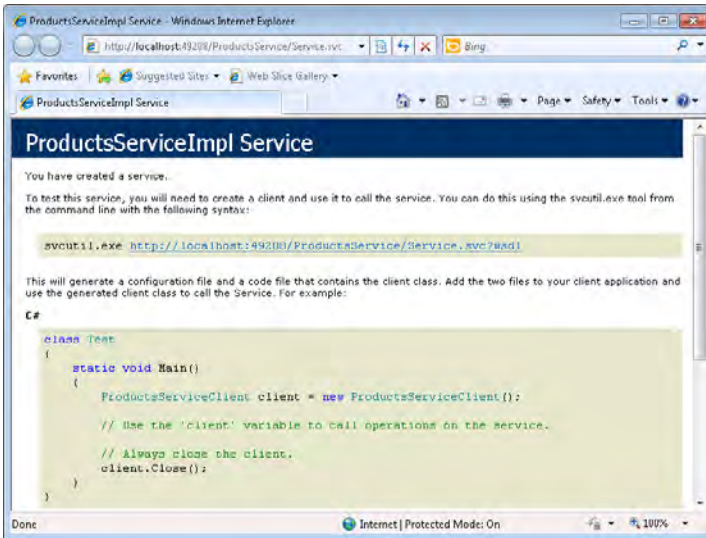 ProductsServiceImpl Service - Windows Internet Explorer
http://localhost:49208/ProductsService/Service.svc
Bing
Favorites
Suggested Sites
Web Slice Gallery
ProductsServiceImpl Service
Page
Safety
Tools
ProductsServiceImpl Service
You have created a service.
To test this service, you will need to create a client and use it to call the service. You can do this using the svcutil.exe tool from
the command line with the following syntax:
svcutil.exe http://localhost:49208/ProductsService/Service.svc?wsdl
This will generate a configuration file and a code file that contains the client class. Add the two files to your client application and
use the generated client class to call the Service. For example:
C#
class Test
{
static void Main()
{
ProductsServiceClient client = new ProductsServiceClient();
// Use the 'client' variable to call operations on the service.
// Always close the client.
client.Close();
}
}
Done
Internet | Protected Mode: On
100%